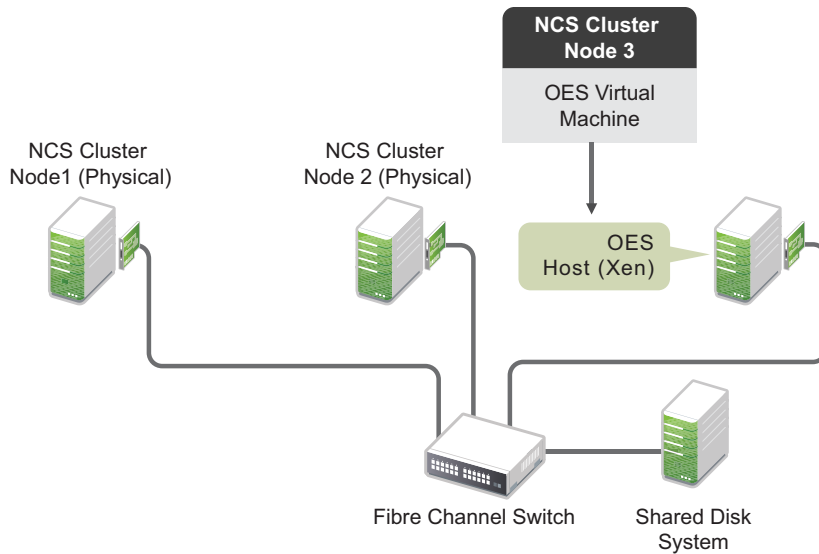 NCS Cluster
Node 3
OES Virtual
Machine
NCS Cluster
Node1 (Physical)
NCS Cluster
Node 2 (Physical)
OES
Host (Xen)
Fibre Channel Switch
Shared Disk
System